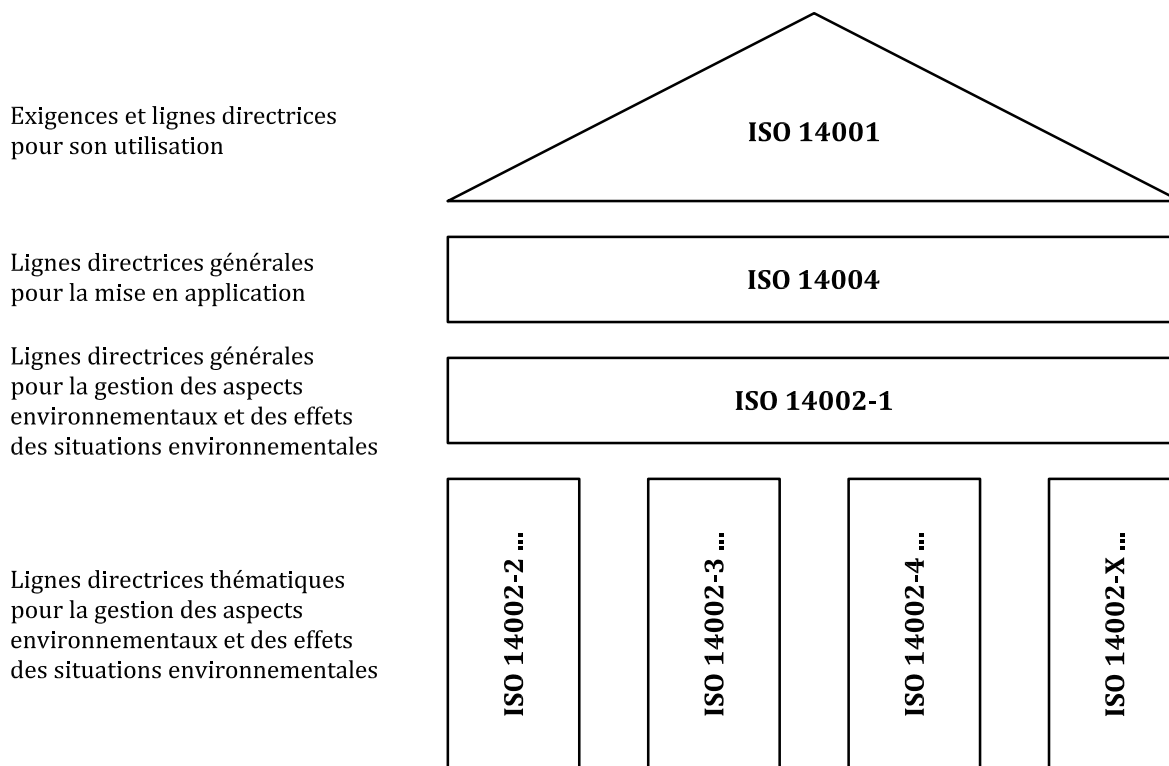 Exigences et lignes directrices
pour son utilisation
ISO 14001
Lignes directrices générales
pour la mise en application
ISO 14004
Lignes directrices générales
pour la gestion des aspects
environnementaux et des effets
des situations environnementales
ISO 14002-1
Lignes directrices thématiques
pour la gestion des aspects
environnementaux et des effets
des situations environnementales
ISO 14002-2 ...
ISO 14002-3 ...
ISO 14002-4 ...
ISO 14002-X ...